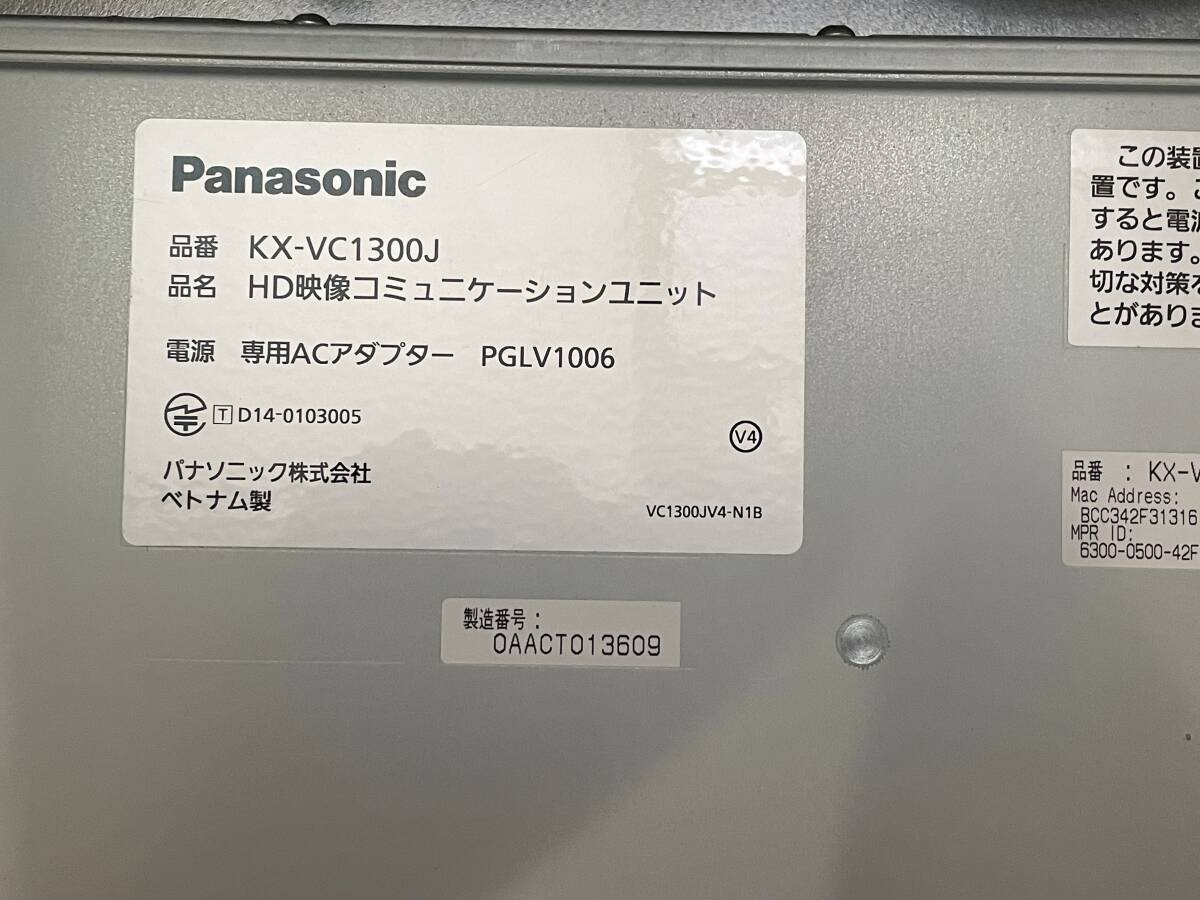 Panasonic
品番 KX-VC1300J
品名 HD映像コミュニケーションユニット
電源 専用ACアダプター PGLV1006
T D14-0103005
V4
パナソニック株式会社
ベトナム製
VC1300JV4-N1B
製造番号:
0AACT013609
この装置
置です。
すると電源
あります。
切な対策を
とがありま
品番 : KX-V
Mac Address:
BCC342F31316
MPR ID:
6300-0500-42F